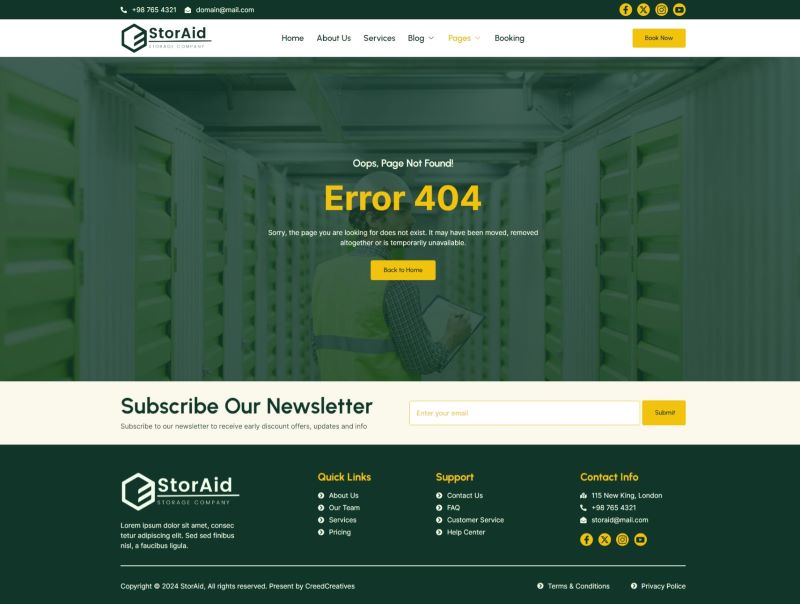 +98 765 4321 domain@mail.com
StorAid
STORAGE COMPANY
Home About Us Services Blog Pages Booking
Book Now
Oops, Page Not Found!
Error 404
Sorry, the page you are looking for does not exist. It may have been moved, removed
altogether or is temporarily unavailable.
Back to Home
Subscribe Our Newsletter
Subscribe to our newsletter to receive early discount offers, updates and info
Enter your email
Submit
StorAid
STORAGE COMPANY
Lorem ipsum dolor sit amet, consec
tetur adipiscing elit. Sed sed finibus
nisl, a faucibus ligula.
Quick Links
About Us
Our Team
Services
Pricing
Support
Contact Us
FAQ
Customer Service
Help Center
Contact Info
115 New King, London
+98 765 4321
storaid@mail.com
Copyright © 2024 StorAid, All rights reserved. Present by CreedCreatives
Terms & Conditions Privacy Police